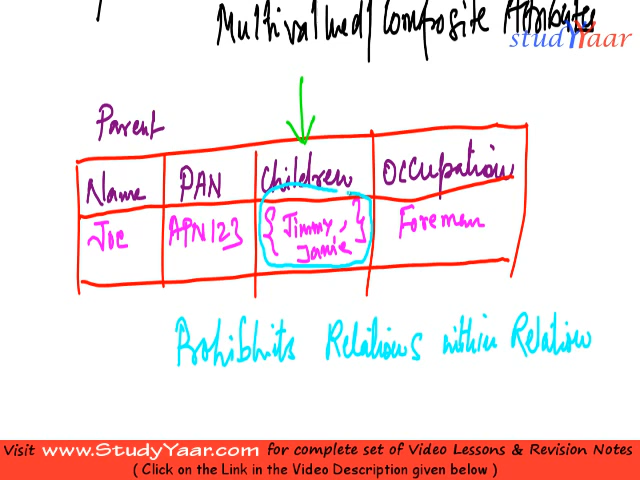 Multivalued/Composite Attributes
studYYaar
Parent
Name PAN Children Occupation
Joe APN123 { Jimmy, Jamie } Foreman
Prohibhits Relations within Relation
Visit www.StudyYaar.com for complete set of Video Lessons & Revision Notes
( Click on the Link in the Video Description given below )